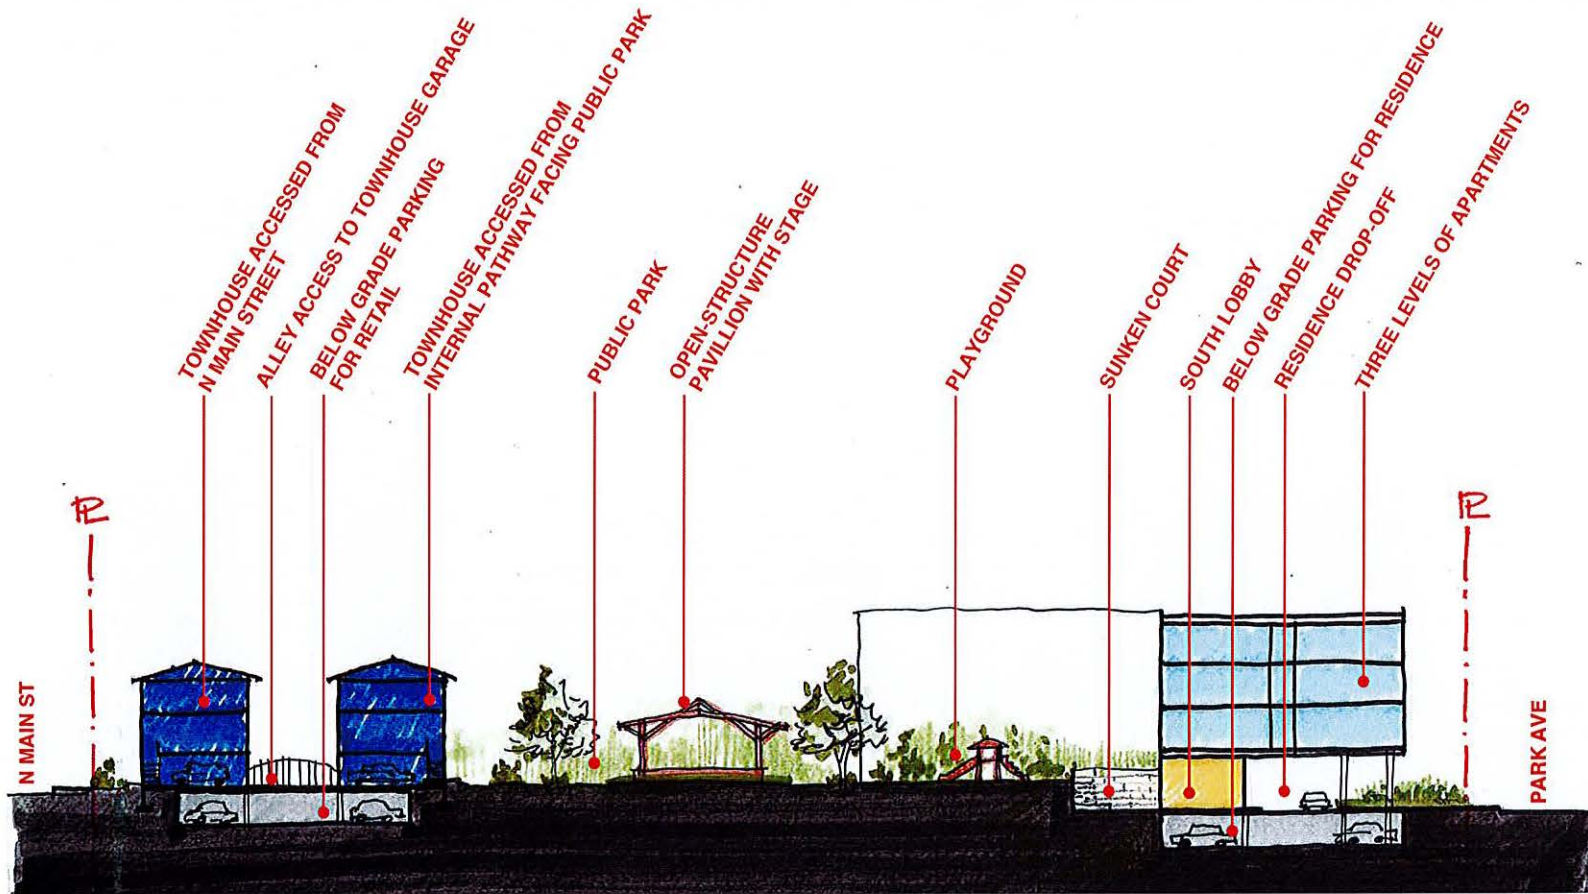 TOWNHOUSE ACCESSED FROM
N MAIN STREET
ALLEY ACCESS TO TOWNHOUSE GARAGE
BELOW GRADE PARKING
FOR RETAIL
TOWNHOUSE ACCESSED FROM
INTERNAL PATHWAY FACING PUBLIC PARK
PUBLIC PARK
OPEN-STRUCTURE
PAVILLION WITH STAGE
PLAYGROUND
SUNKEN COURT
SOUTH LOBBY
BELOW GRADE PARKING FOR RESIDENCE
RESIDENCE DROP-OFF
THREE LEVELS OF APARTMENTS
PL
PL
N MAIN ST
PARK AVE